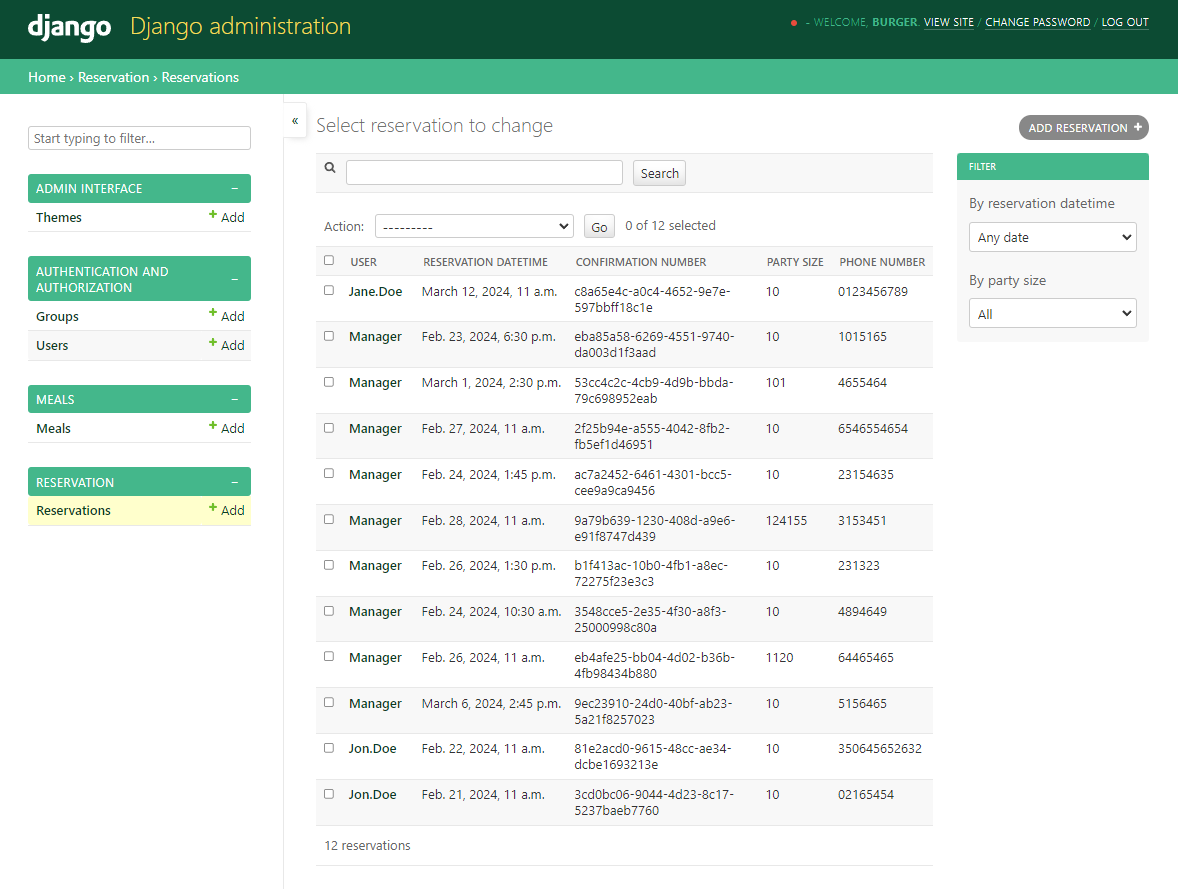 django Django administration
- WELCOME, BURGER. VIEW SITE / CHANGE PASSWORD / LOG OUT
Home › Reservation › Reservations
Start typing to filter...
ADMIN INTERFACE –
Themes + Add
AUTHENTICATION AND
AUTHORIZATION –
Groups + Add
Users + Add
MEALS –
Meals + Add
RESERVATION –
Reservations + Add
«
Select reservation to change
ADD RESERVATION +
Search
Action: --------- Go 0 of 12 selected
USER RESERVATION DATETIME CONFIRMATION NUMBER PARTY SIZE PHONE NUMBER
Jane.Doe March 12, 2024, 11 a.m. c8a65e4c-a0c4-4652-9e7e- 10 0123456789
597bbff18c1e
Manager Feb. 23, 2024, 6:30 p.m. eba85a58-6269-4551-9740- 10 1015165
da003d1f3aad
Manager March 1, 2024, 2:30 p.m. 53cc4c2c-4cb9-4d9b-bbda- 101 4655464
79c698952eab
Manager Feb. 27, 2024, 11 a.m. 2f25b94e-a555-4042-8fb2- 10 6546554654
fb5ef1d46951
Manager Feb. 24, 2024, 1:45 p.m. ac7a2452-6461-4301-bcc5- 10 23154635
cee9a9ca9456
Manager Feb. 28, 2024, 11 a.m. 9a79b639-1230-408d-a9e6- 124155 3153451
e91f8747d439
Manager Feb. 26, 2024, 1:30 p.m. b1f413ac-10b0-4fb1-a8ec- 10 231323
72275f23e3c3
Manager Feb. 24, 2024, 10:30 a.m. 3548cce5-2e35-4f30-a8f3- 10 4894649
25000998c80a
Manager Feb. 26, 2024, 11 a.m. eb4afe25-bb04-4d02-b36b- 1120 64465465
4fb98434b880
Manager March 6, 2024, 2:45 p.m. 9ec23910-24d0-40bf-ab23- 10 5156465
5a21f8257023
Jon.Doe Feb. 22, 2024, 11 a.m. 81e2acd0-9615-48cc-ae34- 10 350645652632
dcbe1693213e
Jon.Doe Feb. 21, 2024, 11 a.m. 3cd0bc06-9044-4d23-8c17- 10 02165454
5237baeb7760
12 reservations
FILTER
By reservation datetime
Any date
By party size
All